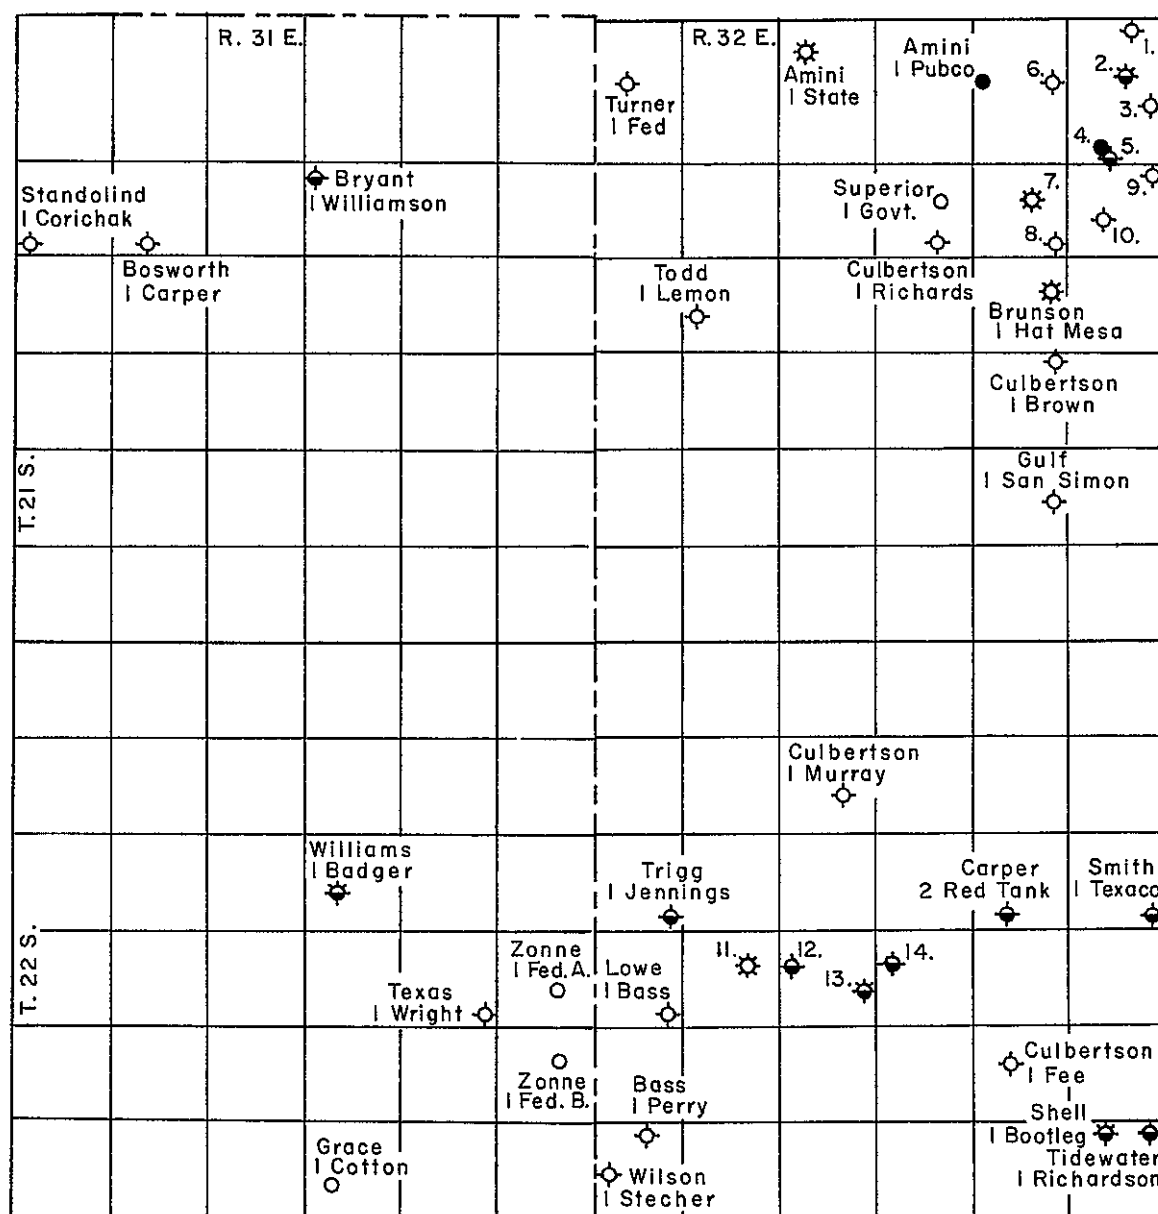 R. 31 E.
R. 32 E.
Turner
1 Fed
Amini
1 State
Amini
1 Pubco
1.
2.
3.
4.
5.
6.
7.
8.
9.
10.
Standolind
1 Corichak
Bryant
1 Williamson
Bosworth
1 Carper
Superior
1 Govt.
Culbertson
1 Richards
Todd
1 Lemon
Brunson
1 Hat Mesa
Culbertson
1 Brown
T. 21 S.
Gulf
1 San Simon
Culbertson
1 Murray
Williams
1 Badger
Trigg
1 Jennings
Carper
2 Red Tank
Smith
1 Texaco
T. 22 S.
Zonne
1 Fed. A.
Lowe
1 Bass
11.
12.
13.
14.
Texas
1 Wright
Zonne
1 Fed. B.
Bass
1 Perry
Culbertson
1 Fee
Shell
1 Bootleg
Tidewater
1 Richardson
Grace
1 Cotton
Wilson
1 Stecher